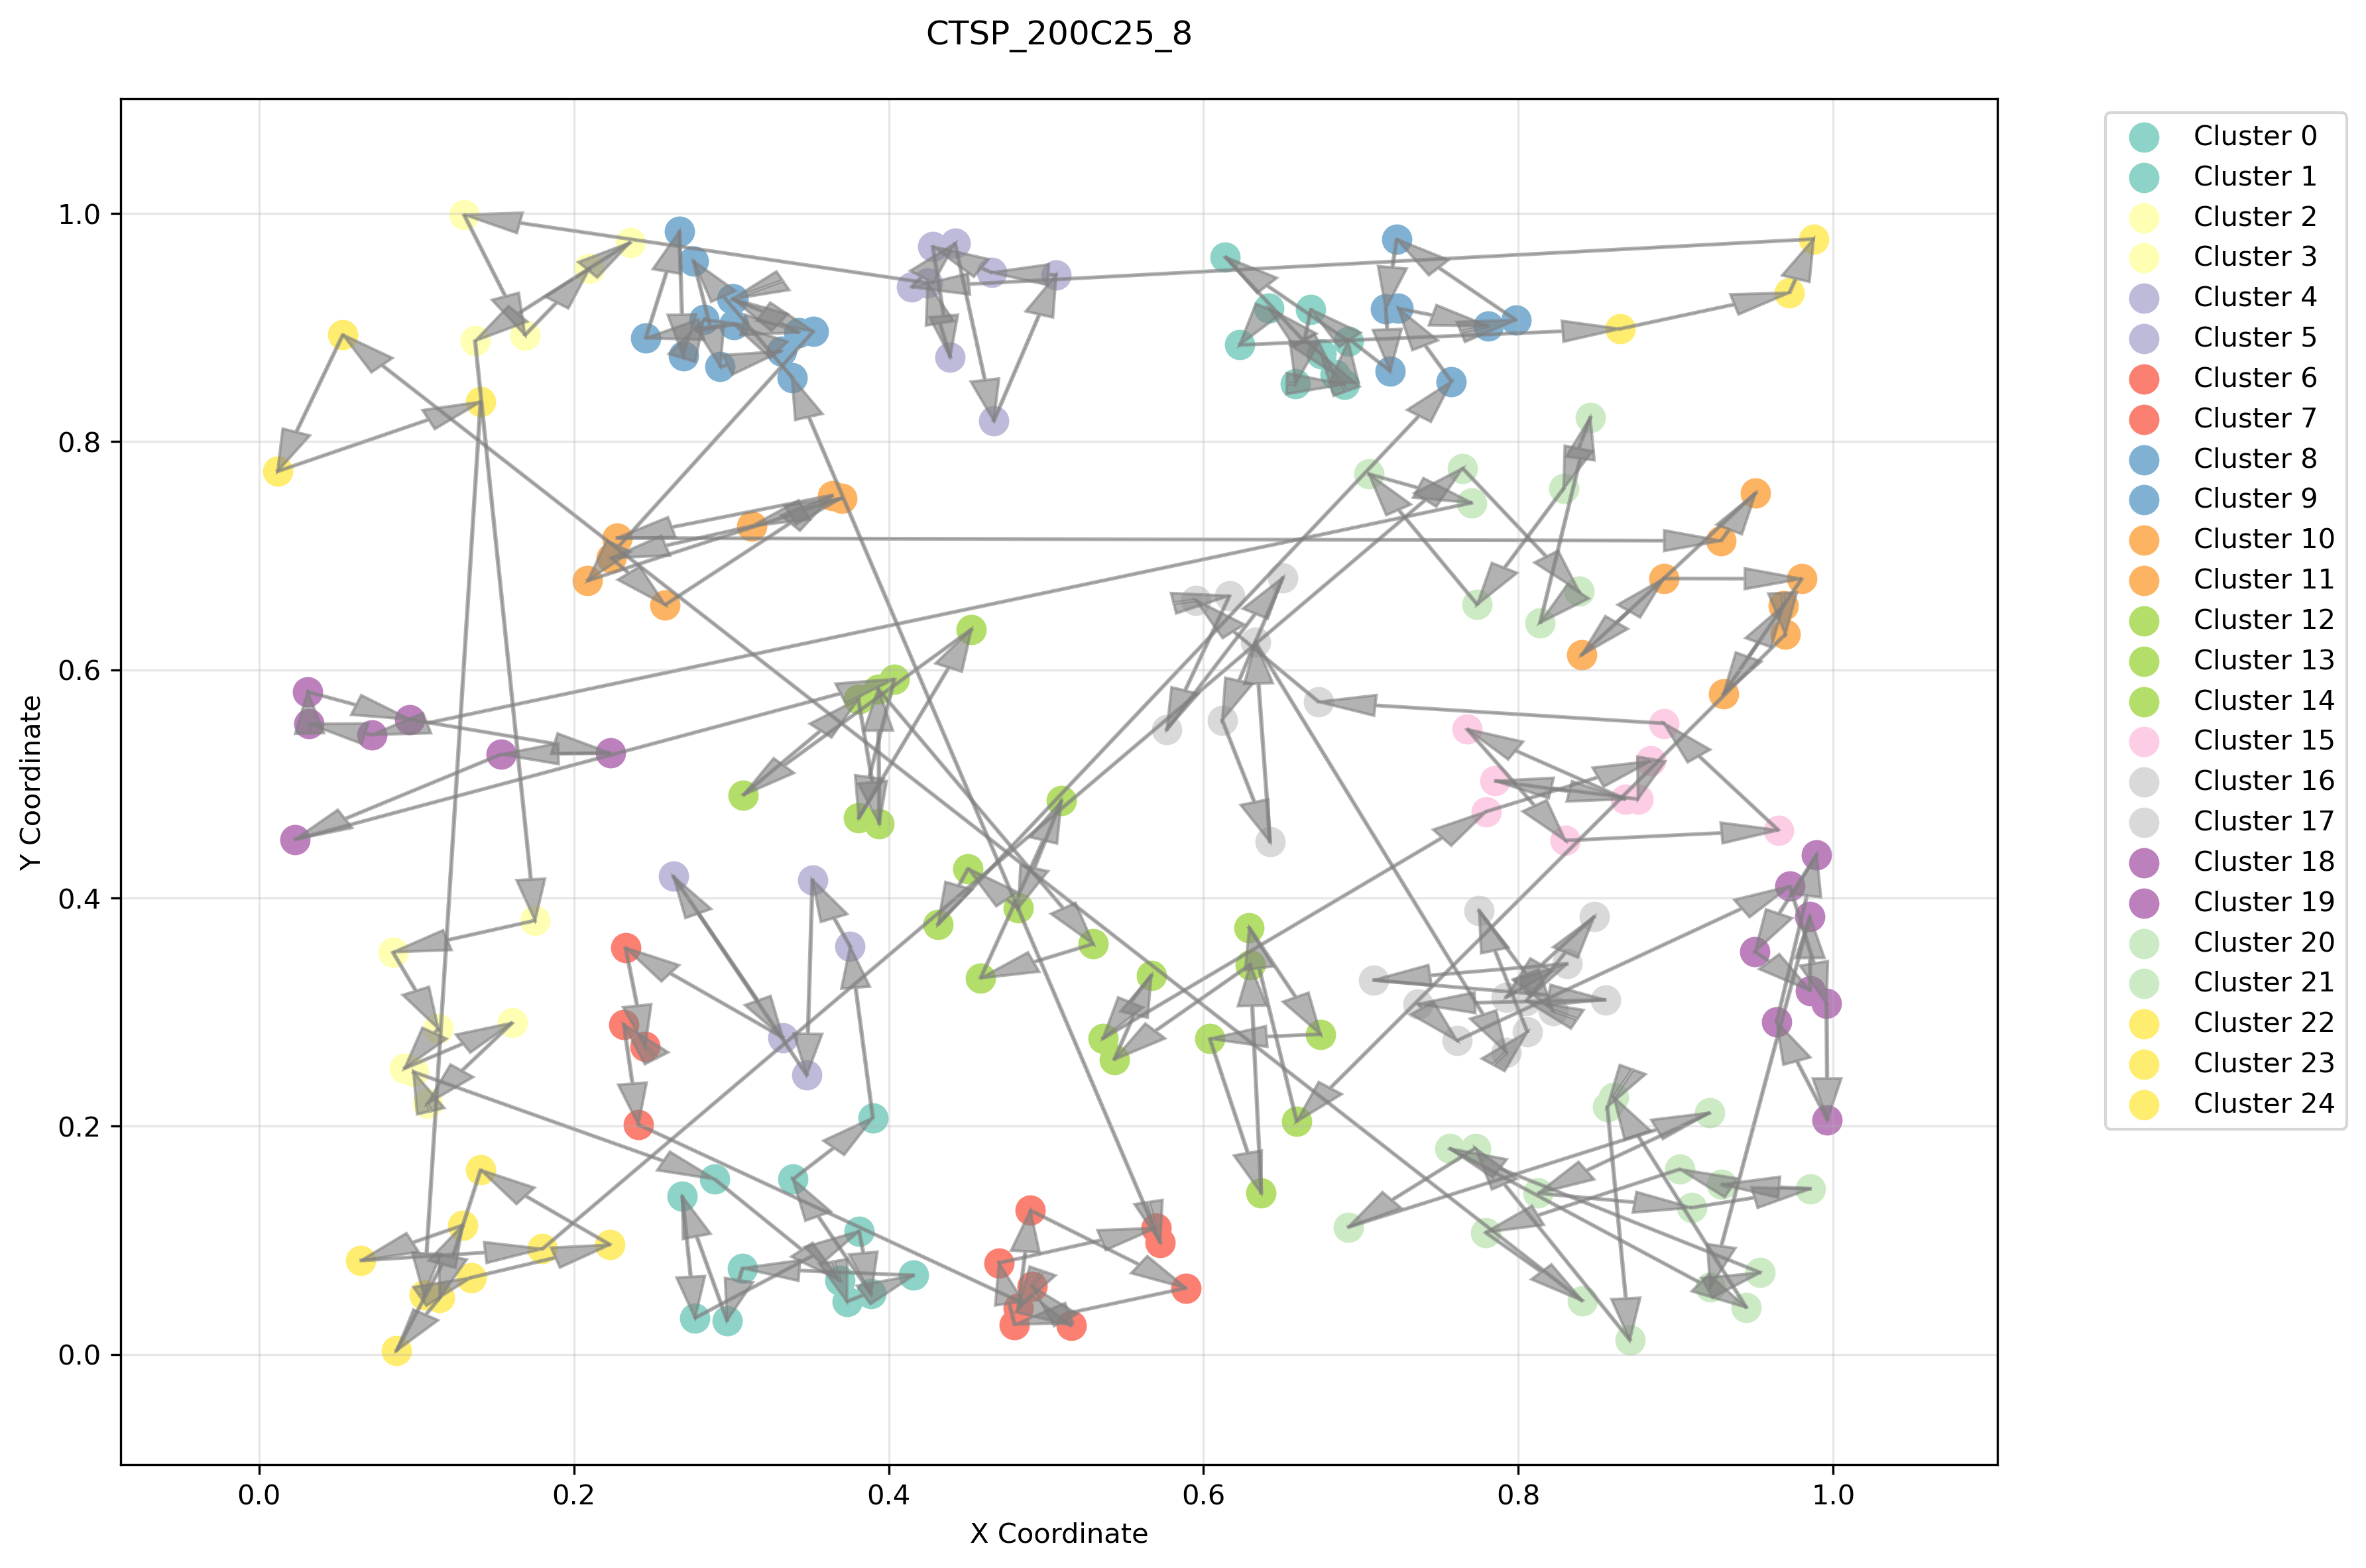 CTSP_200C25_8
1.0
0.8
0.6
0.4
0.2
0.0
Y Coordinate
0.0 0.2 0.4 0.6 0.8 1.0
X Coordinate
Cluster 0
Cluster 1
Cluster 2
Cluster 3
Cluster 4
Cluster 5
Cluster 6
Cluster 7
Cluster 8
Cluster 9
Cluster 10
Cluster 11
Cluster 12
Cluster 13
Cluster 14
Cluster 15
Cluster 16
Cluster 17
Cluster 18
Cluster 19
Cluster 20
Cluster 21
Cluster 22
Cluster 23
Cluster 24